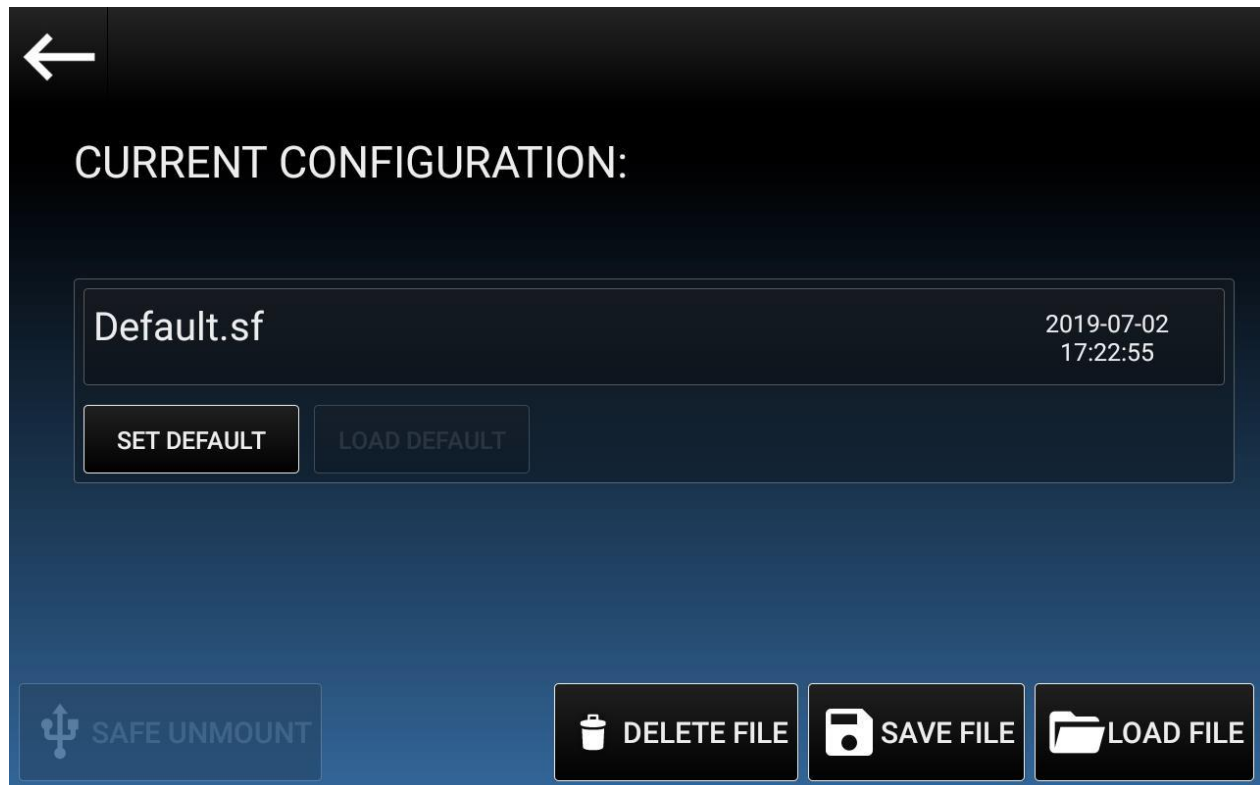 CURRENT CONFIGURATION:
Default.sf
2019-07-02
17:22:55
SET DEFAULT
LOAD DEFAULT
SAFE UNMOUNT
DELETE FILE
SAVE FILE
LOAD FILE